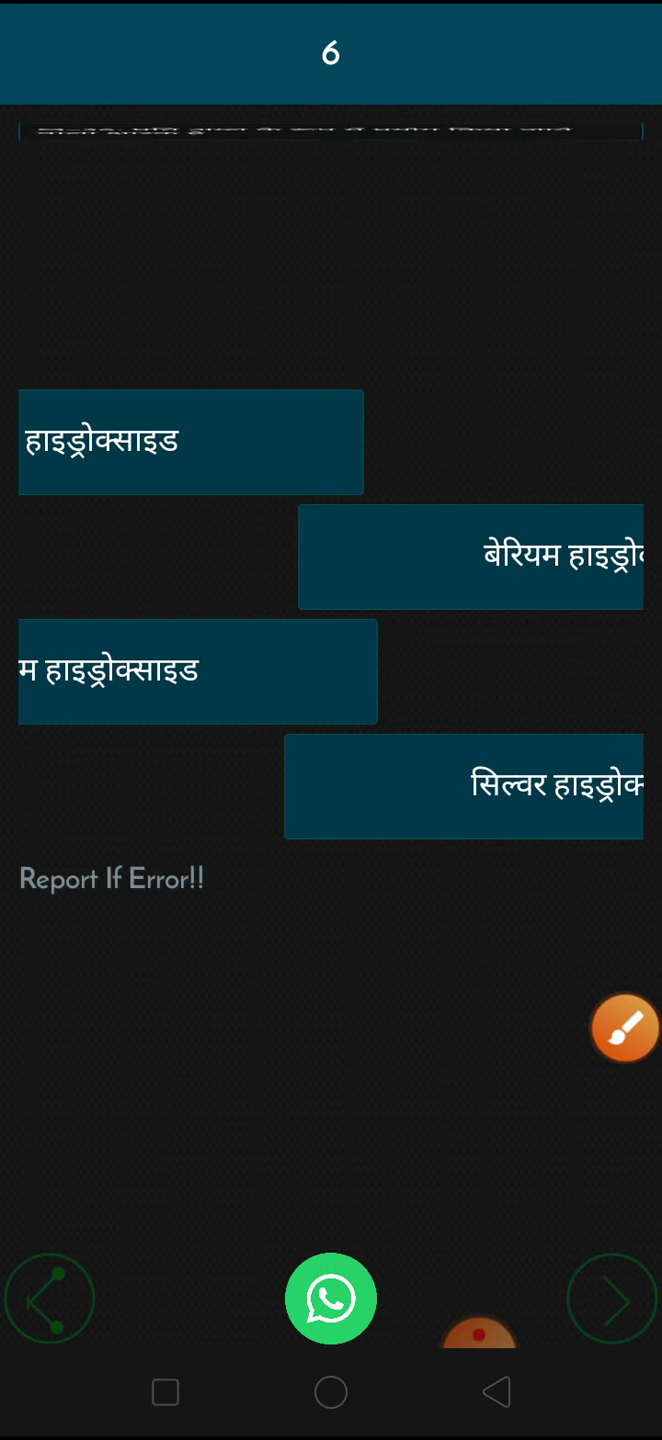 6
हाइड्रोक्साइड
बेरियम हाइड्रो
म हाइड्रोक्साइड
सिल्वर हाइड्रोक
Report If Error!!